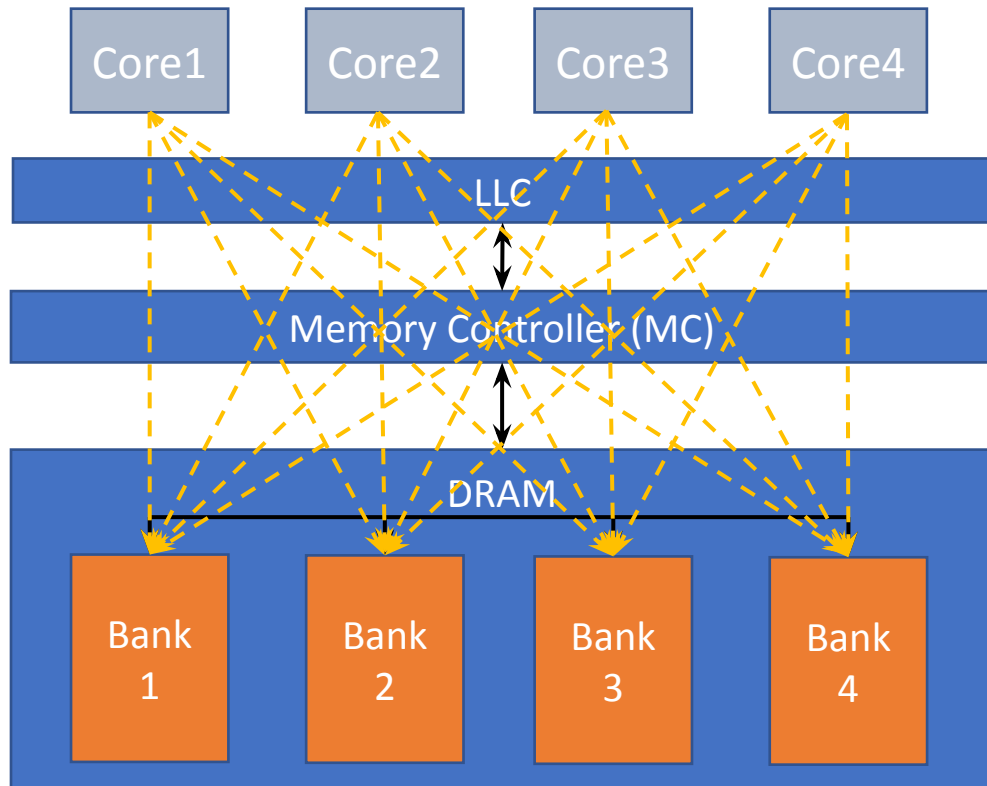 Core1
Core2
Core3
Core4
LLC
Memory Controller (MC)
DRAM
Bank
1
Bank
2
Bank
3
Bank
4